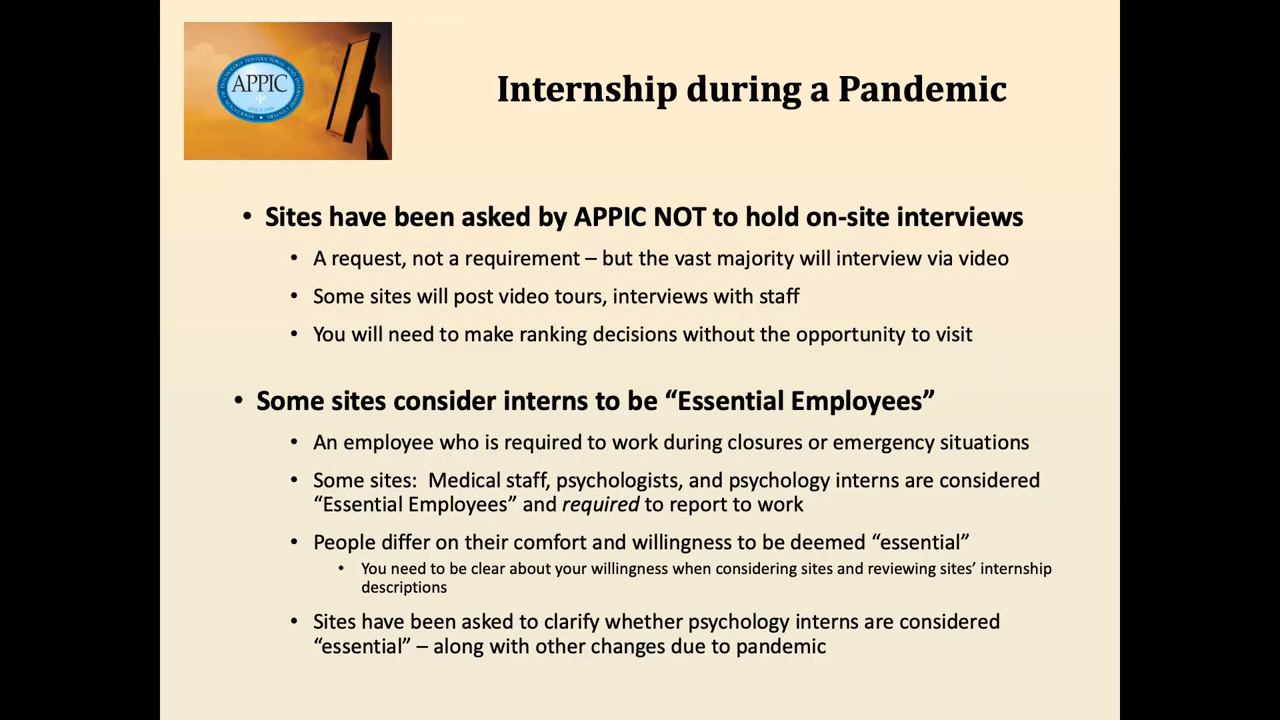 APPIC
Internship during a Pandemic
• Sites have been asked by APPIC NOT to hold on-site interviews
• A request, not a requirement – but the vast majority will interview via video
• Some sites will post video tours, interviews with staff
• You will need to make ranking decisions without the opportunity to visit
• Some sites consider interns to be “Essential Employees”
• An employee who is required to work during closures or emergency situations
• Some sites:  Medical staff, psychologists, and psychology interns are considered
“Essential Employees” and required to report to work
• People differ on their comfort and willingness to be deemed “essential”
• You need to be clear about your willingness when considering sites and reviewing sites’ internship
descriptions
• Sites have been asked to clarify whether psychology interns are considered
“essential” – along with other changes due to pandemic